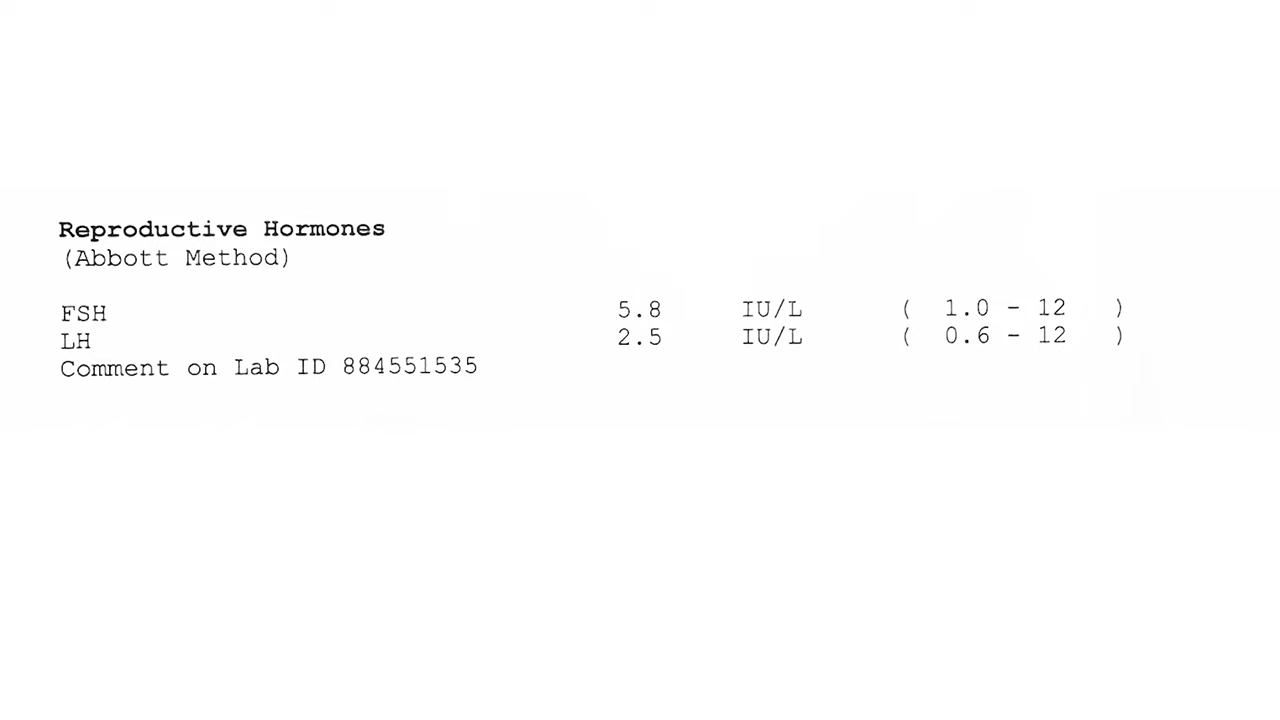 Reproductive Hormones
(Abbott Method)
FSH 5.8 IU/L ( 1.0 - 12 )
LH 2.5 IU/L ( 0.6 - 12 )
Comment on Lab ID 884551535